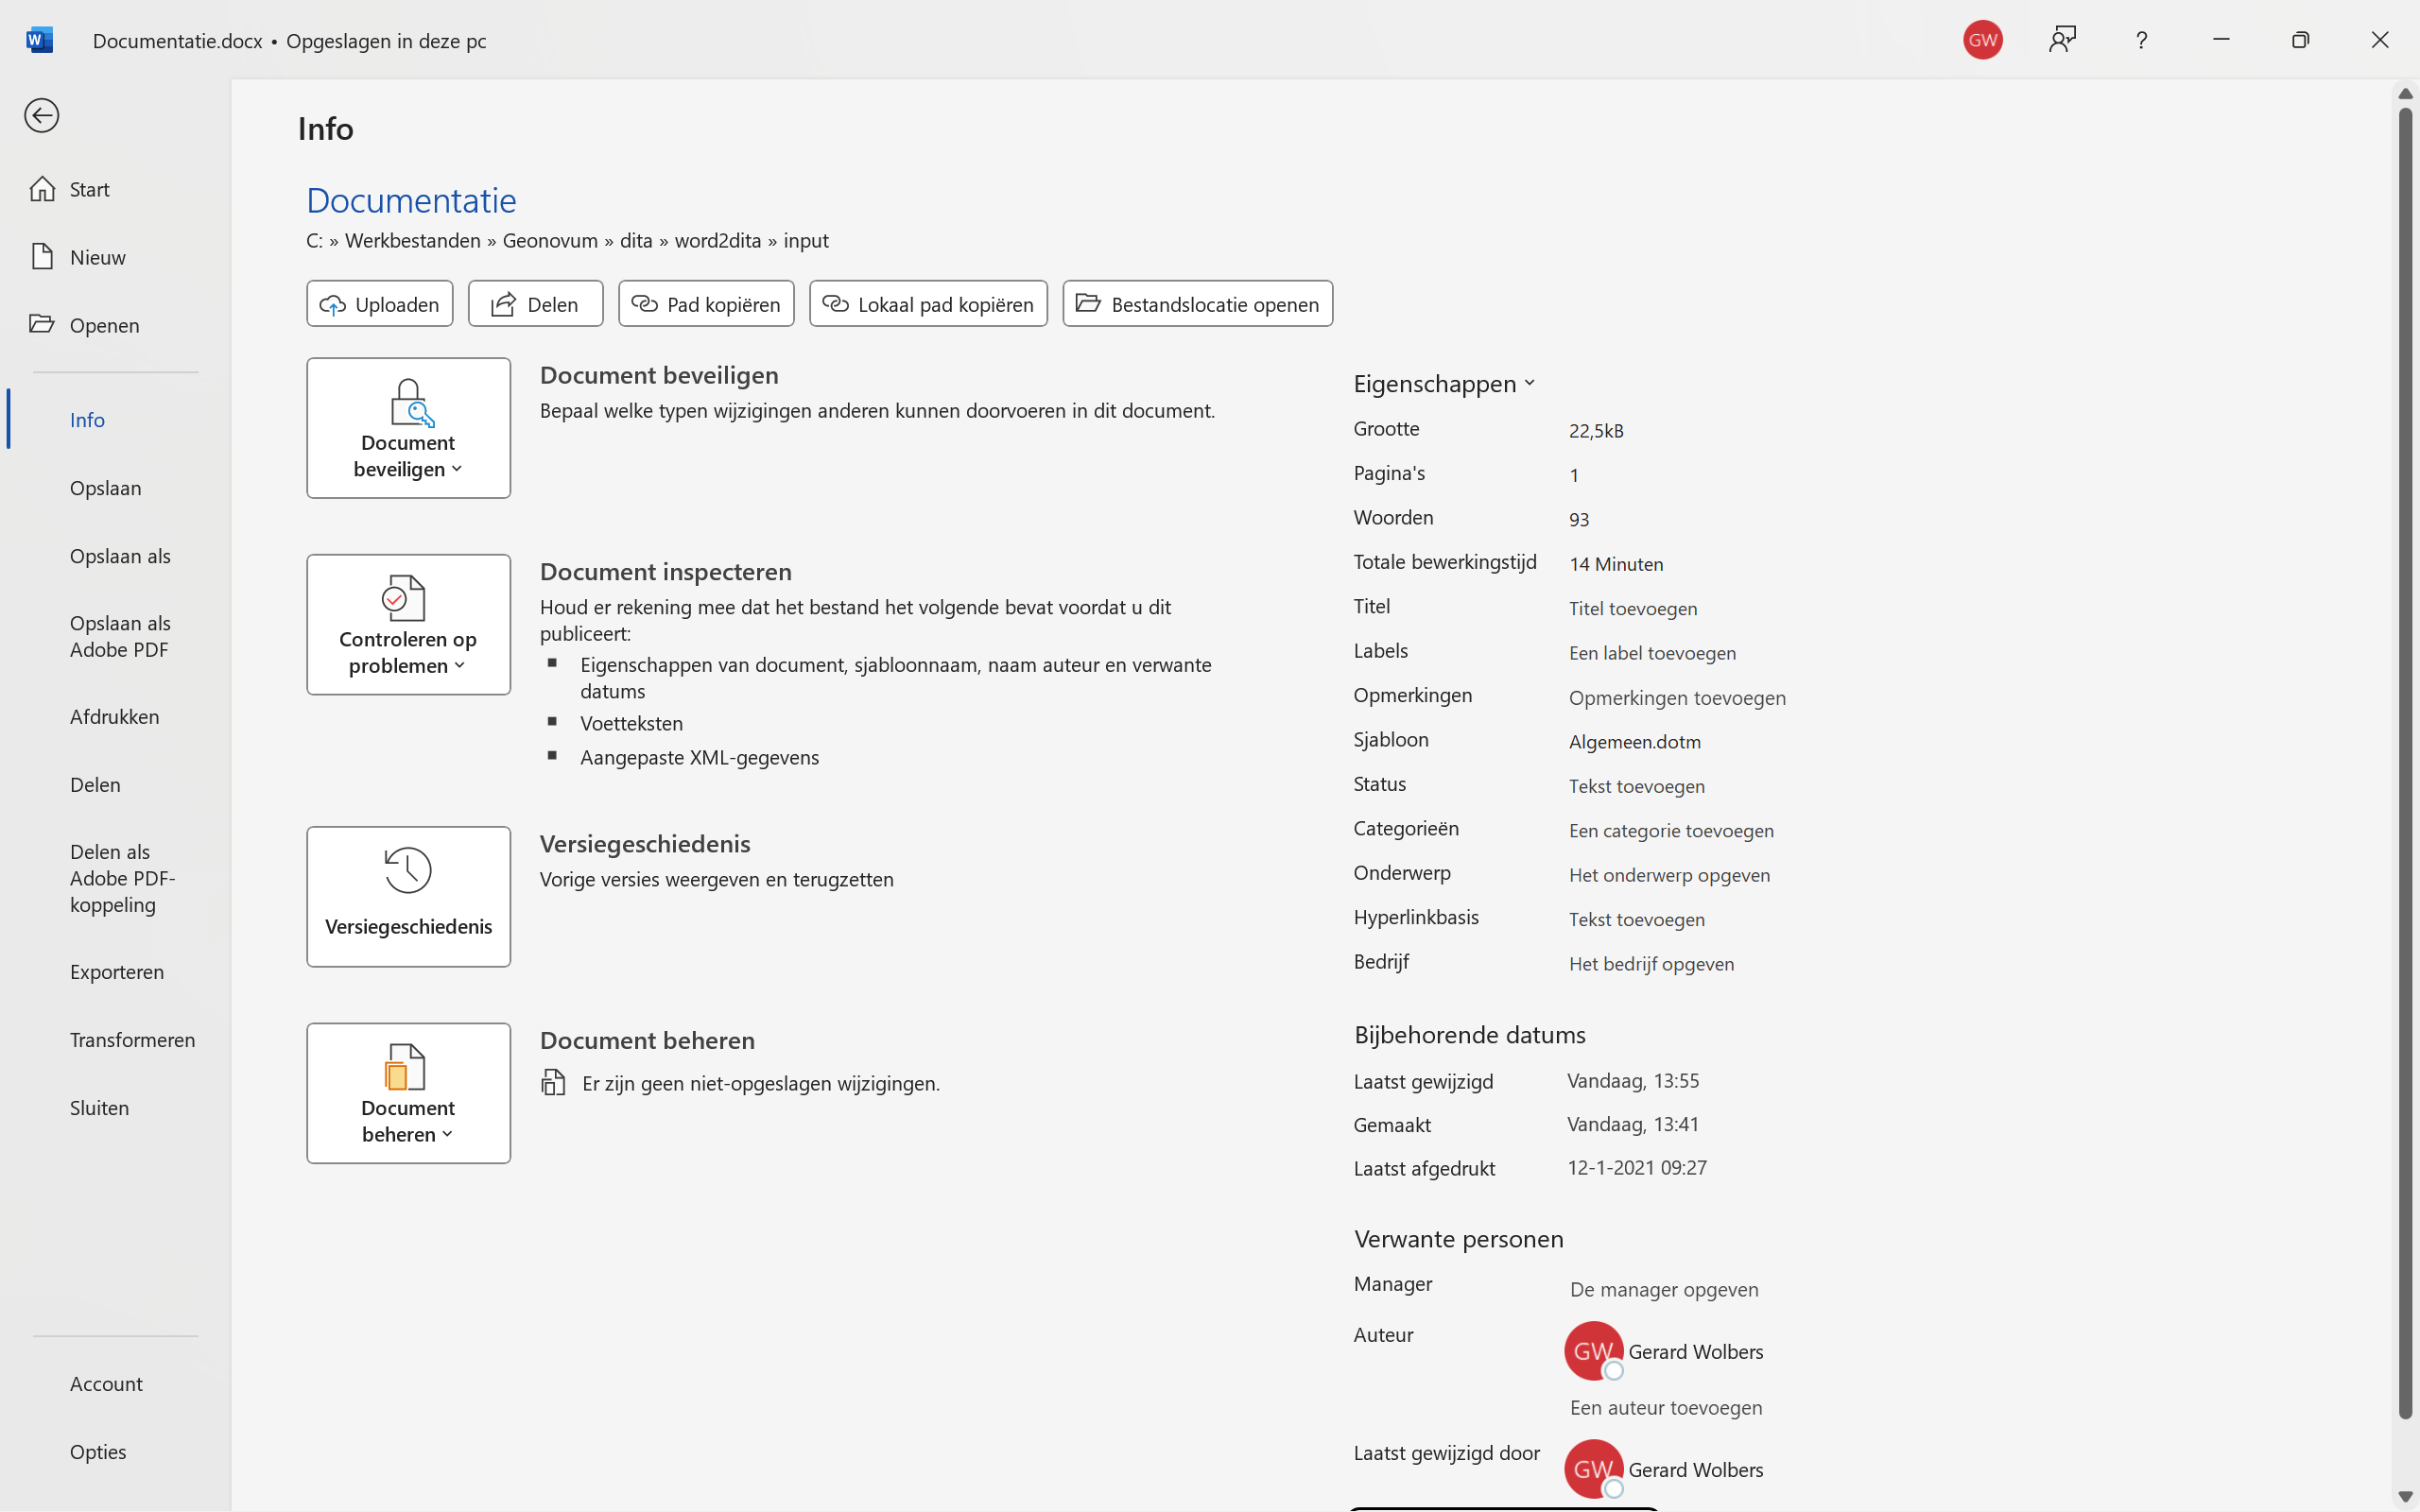 Documentatie.docx • Opgeslagen in deze pc
GW
?
Info
Start
Nieuw
Openen
Info
Opslaan
Opslaan als
Opslaan als
Adobe PDF
Afdrukken
Delen
Delen als
Adobe PDF-
koppeling
Exporteren
Transformeren
Sluiten
Account
Opties
Documentatie
C: » Werkbestanden » Geonovum » dita » word2dita » input
Uploaden
Delen
Pad kopiëren
Lokaal pad kopiëren
Bestandslocatie openen
Document
beveiligen
Document beveiligen
Bepaal welke typen wijzigingen anderen kunnen doorvoeren in dit document.
Controleren op
problemen
Document inspecteren
Houd er rekening mee dat het bestand het volgende bevat voordat u dit
publiceert:
Eigenschappen van document, sjabloonnaam, naam auteur en verwante
datums
Voetteksten
Aangepaste XML-gegevens
Versiegeschiedenis
Versiegeschiedenis
Vorige versies weergeven en terugzetten
Document
beheren
Document beheren
Er zijn geen niet-opgeslagen wijzigingen.
Eigenschappen
Grootte 22,5kB
Pagina's 1
Woorden 93
Totale bewerkingstijd 14 Minuten
Titel Titel toevoegen
Labels Een label toevoegen
Opmerkingen Opmerkingen toevoegen
Sjabloon Algemeen.dotm
Status Tekst toevoegen
Categorieën Een categorie toevoegen
Onderwerp Het onderwerp opgeven
Hyperlinkbasis Tekst toevoegen
Bedrijf Het bedrijf opgeven
Bijbehorende datums
Laatst gewijzigd Vandaag, 13:55
Gemaakt Vandaag, 13:41
Laatst afgedrukt 12-1-2021 09:27
Verwante personen
Manager De manager opgeven
Auteur GW Gerard Wolbers
Een auteur toevoegen
Laatst gewijzigd door GW Gerard Wolbers